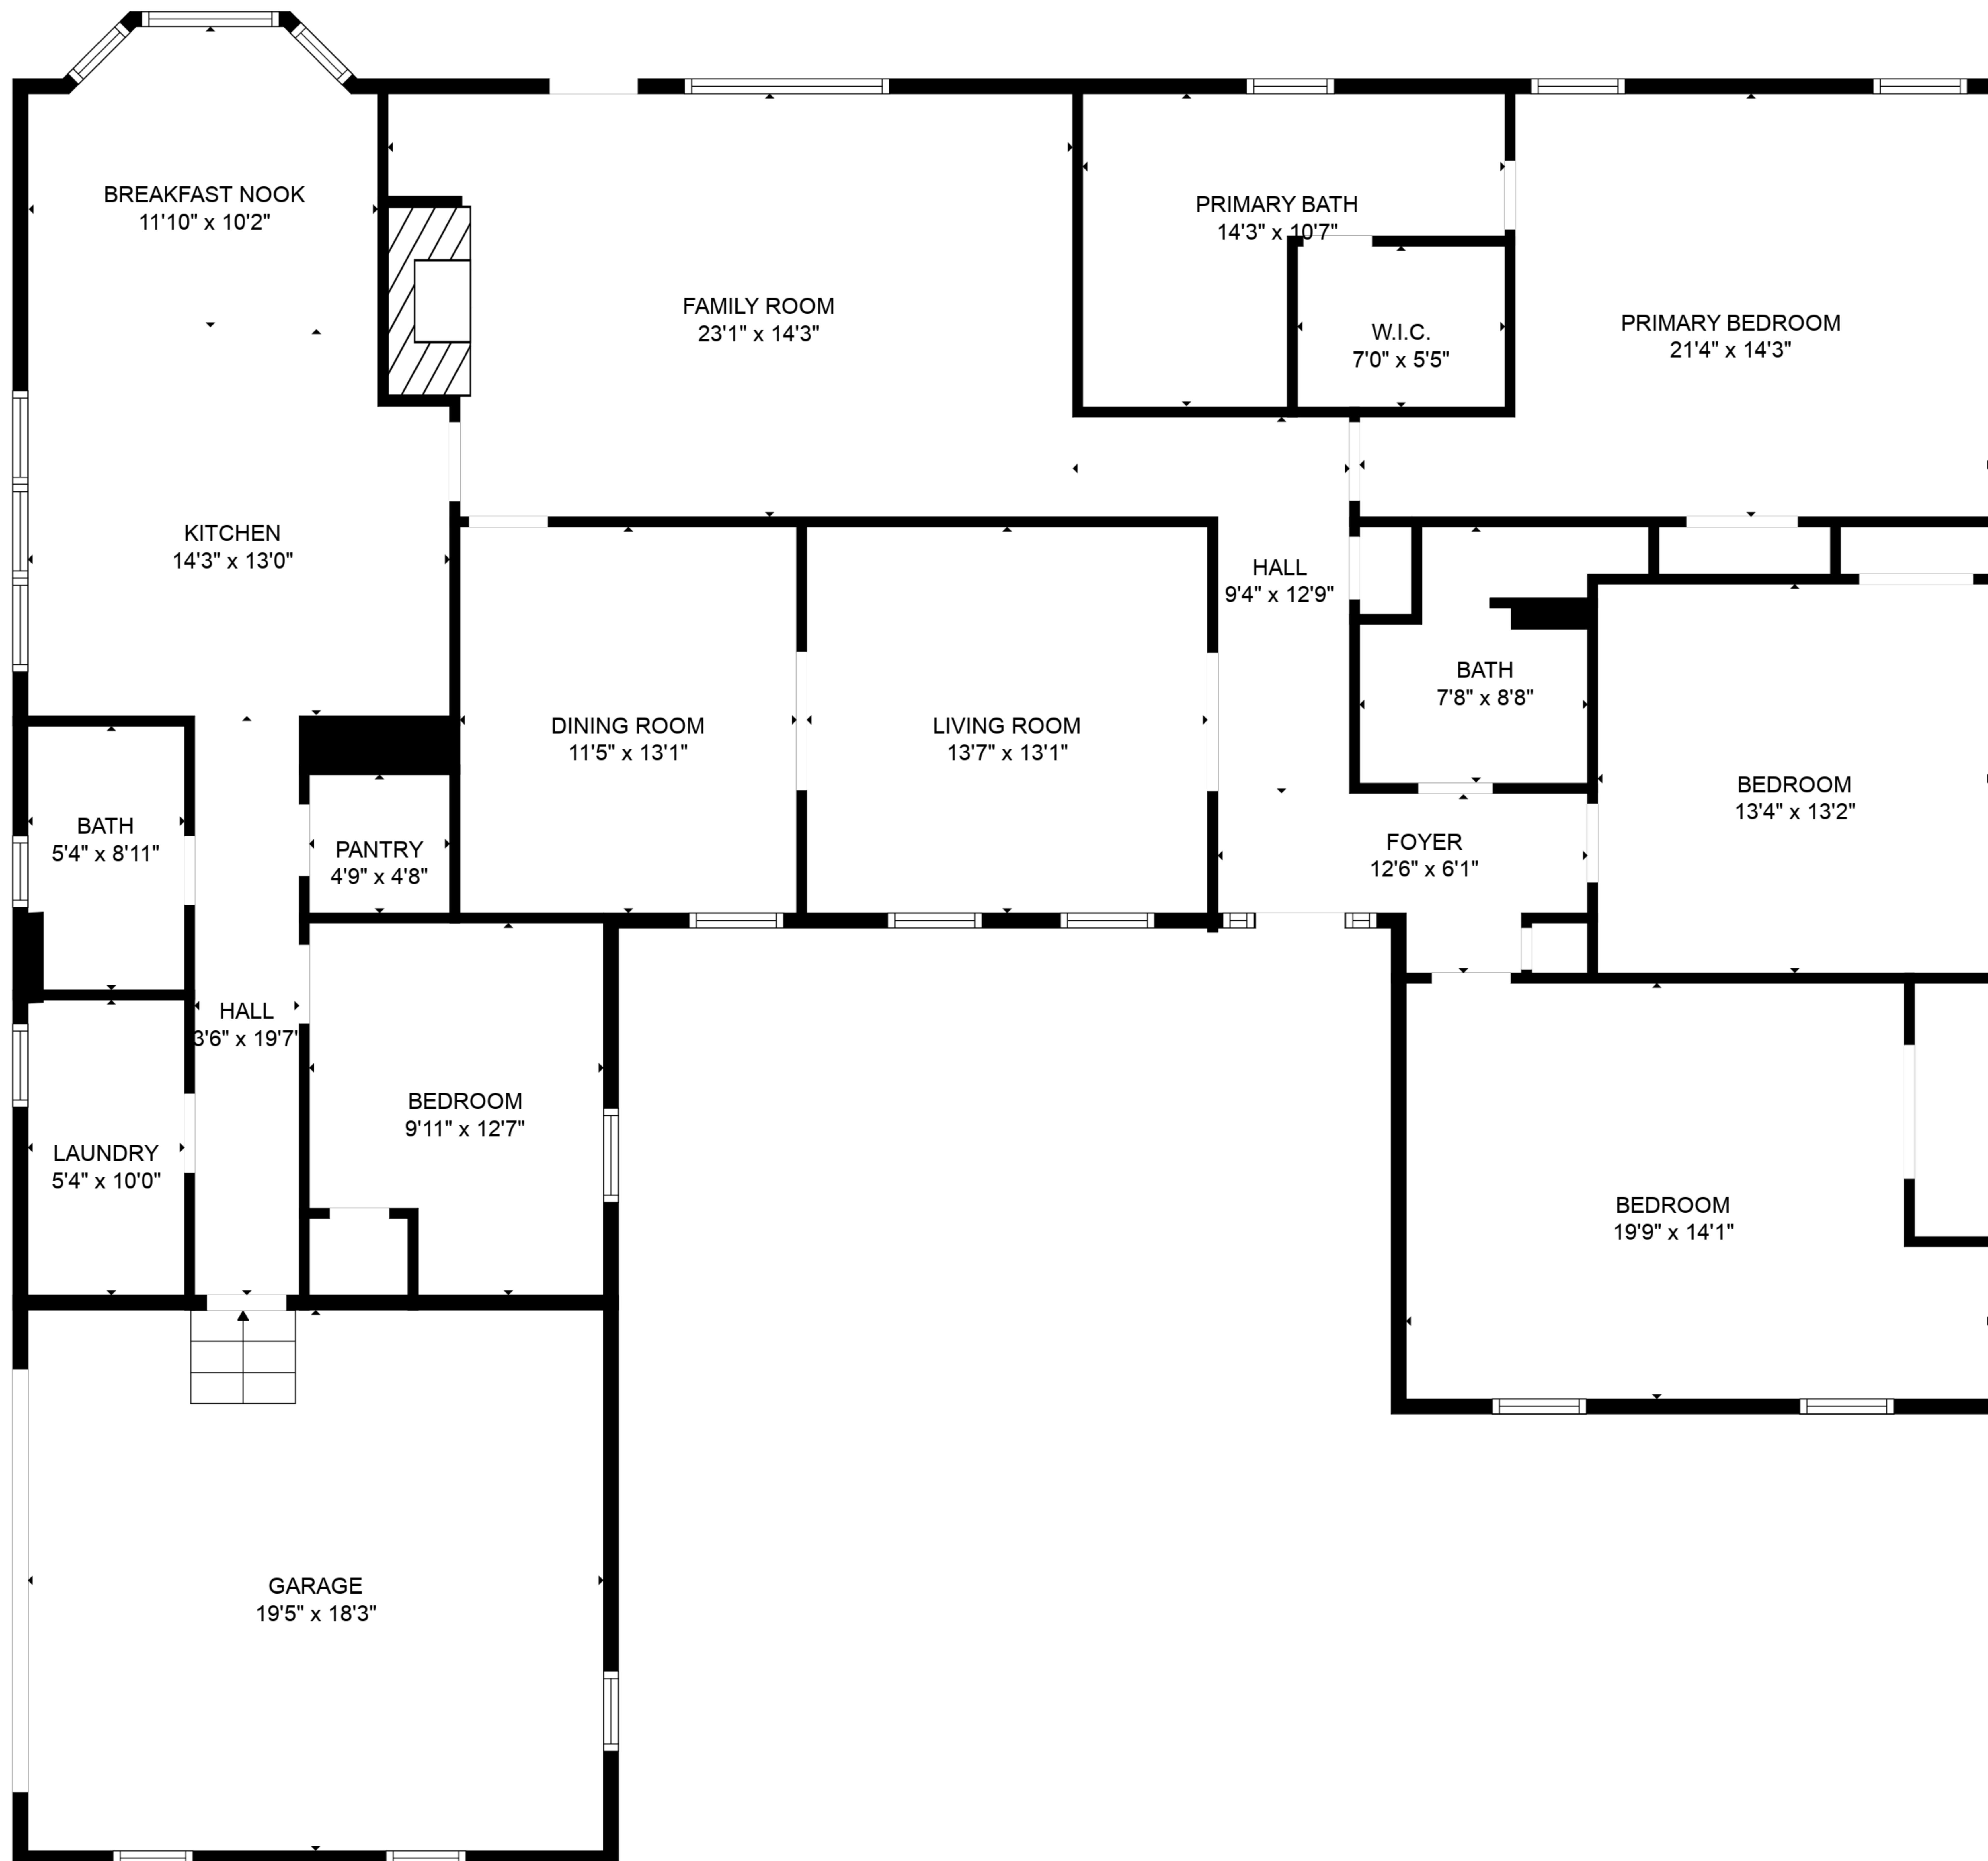 BREAKFAST NOOK
11'10" x 10'2"
PRIMARY BATH
14'3" x 10'7"
FAMILY ROOM
23'1" x 14'3"
W.I.C.
7'0" x 5'5"
PRIMARY BEDROOM
21'4" x 14'3"
KITCHEN
14'3" x 13'0"
HALL
9'4" x 12'9"
BATH
7'8" x 8'8"
DINING ROOM
11'5" x 13'1"
LIVING ROOM
13'7" x 13'1"
BEDROOM
13'4" x 13'2"
BATH
5'4" x 8'11"
PANTRY
4'9" x 4'8"
FOYER
12'6" x 6'1"
HALL
3'6" x 19'7"
BEDROOM
9'11" x 12'7"
LAUNDRY
5'4" x 10'0"
BEDROOM
19'9" x 14'1"
GARAGE
19'5" x 18'3"